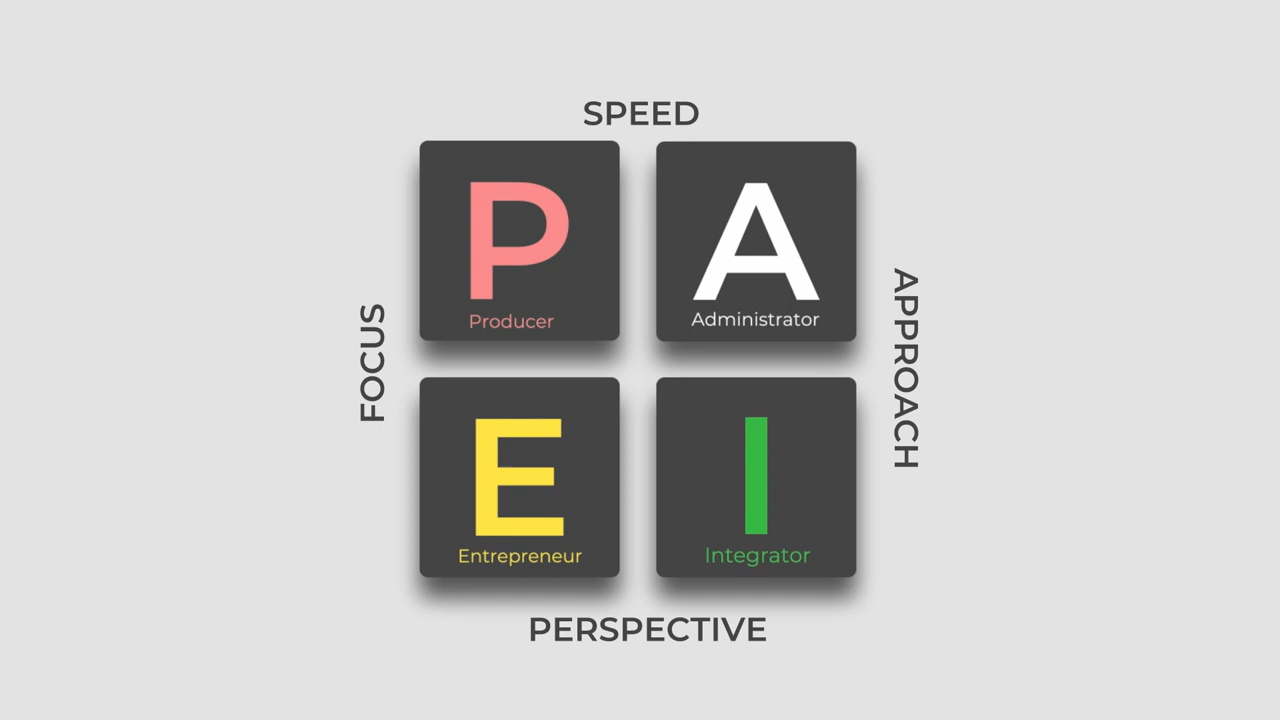 SPEED
P
Producer
A
Administrator
FOCUS
APPROACH
E
Entrepreneur
I
Integrator
PERSPECTIVE